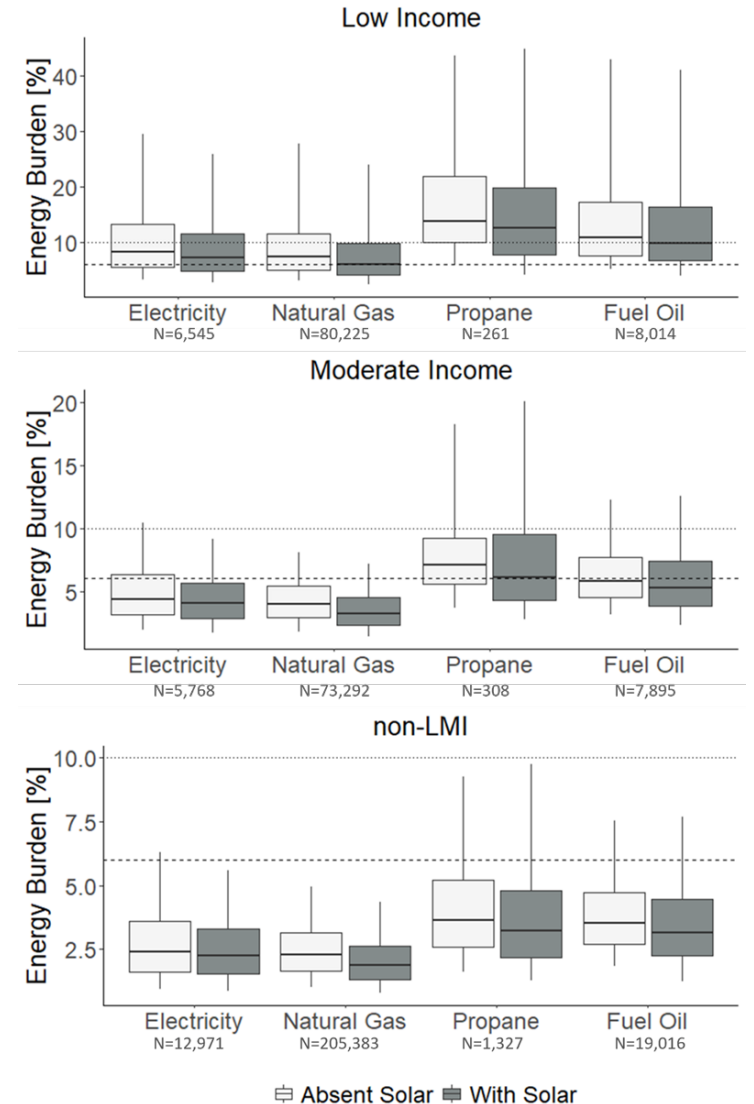 Low Income
Energy Burden [%]
40
30
20
10
Electricity Natural Gas Propane Fuel Oil
N=6,545 N=80,225 N=261 N=8,014
Moderate Income
Energy Burden [%]
20
15
10
5
Electricity Natural Gas Propane Fuel Oil
N=5,768 N=73,292 N=308 N=7,895
non-LMI
Energy Burden [%]
10.0
7.5
5.0
2.5
Electricity Natural Gas Propane Fuel Oil
N=12,971 N=205,383 N=1,327 N=19,016
Absent Solar With Solar